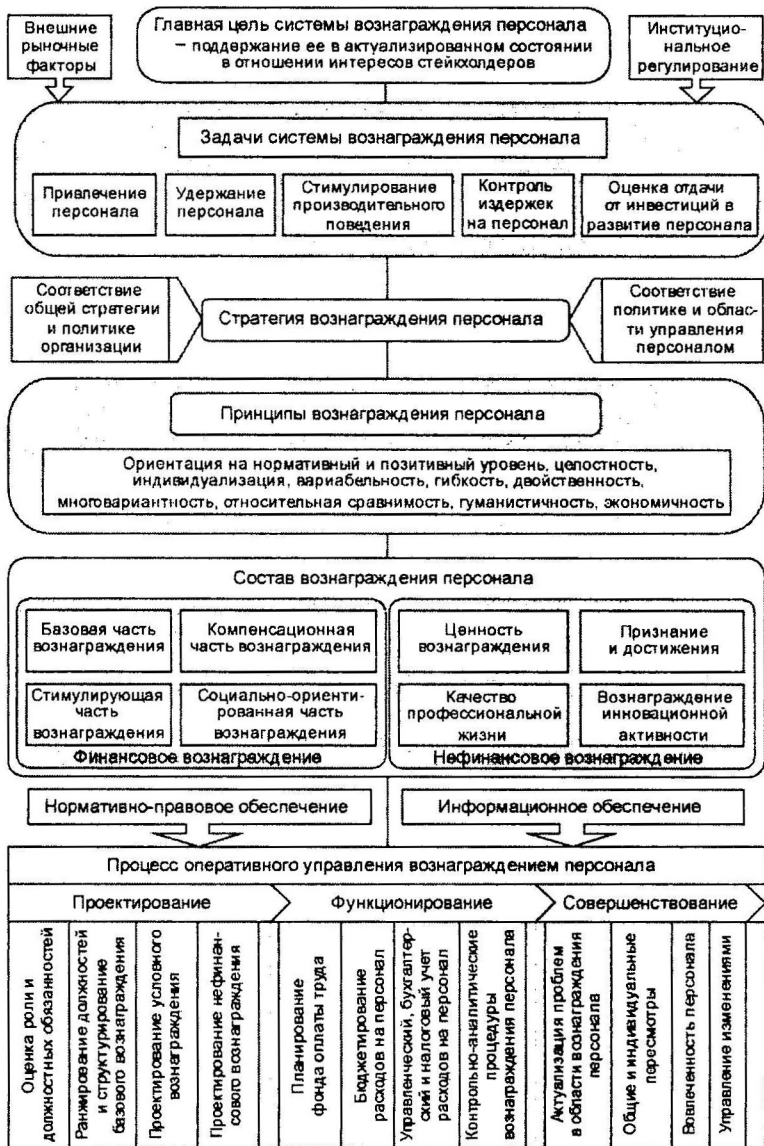 Внешние
рыночные
факторы
Главная цель системы вознаграждения персонала
– поддержание ее в актуализированном состоянии
в отношении интересов стейкхолдеров
Институцио-
нальное
регулирование
Задачи системы вознаграждения персонала
Привлечение
персонала
Удержание
персонала
Стимулирование
производительного
поведения
Контроль
издержек
на персонал
Оценка отдачи
от инвестиций в
развитие персонала
Соответствие
общей стратегии
и политике
организации
Стратегия вознаграждения персонала
Соответствие
политике и облас-
ти управления
персоналом
Принципы вознаграждения персонала
Ориентация на нормативный и позитивный уровень, целостность,
индивидуализация, вариабельность, гибкость, двойственность,
многовариантность, относительная сравнимость, гуманистичность, экономичность
Состав вознаграждения персонала
Базовая часть
вознаграждения
Компенсационная
часть вознаграждения
Стимулирующая
часть
вознаграждения
Социально-ориенти-
рованная часть
вознаграждения
Финансовое вознаграждение
Ценность
вознаграждения
Признание
и достижения
Качество
профессиональной
жизни
Вознаграждение
инновационной
активности
Нефинансовое вознаграждение
Нормативно-правовое обеспечение
Информационное обеспечение
Процесс оперативного управления вознаграждением персонала
Проектирование
Функционирование
Совершенствование
Оценка роли и
должностных обязанностей
Ранжирование должностей
и структурирование
базового вознаграждения
Проектирование условного
вознаграждения
Проектирование нефинан-
сового вознаграждения
Планирование
фонда оплаты труда
Бюджетирование
расходов на персонал
Управленческий, бухгалтер-
ский и налоговый учет
расходов на персонал
Контрольно-аналитические
процедуры
вознаграждения персонала
Актуализация проблем
в области вознаграждения
персонала
Общие и индивидуальные
пересмотры
Вовлеченность персонала
Управление изменениями